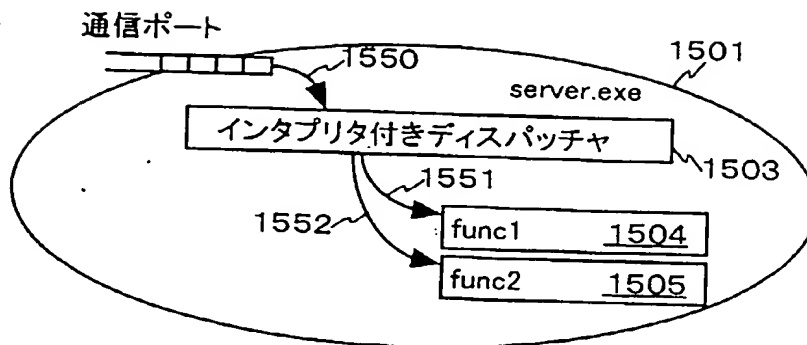 通信ポート
1550
1501
server.exe
インタプリタ付きディスパッチャ
1503
1551
1552
func1 1504
func2 1505